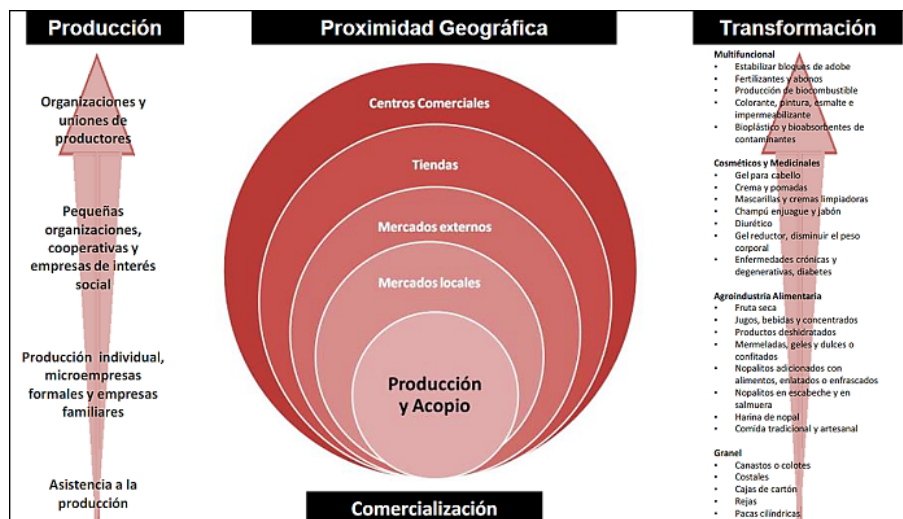 Producción
Organizaciones y
uniones de
productores
Pequeñas
organizaciones,
cooperativas y
empresas de interés
social
Producción individual,
microempresas
formales y empresas
familiares
Asistencia a la
producción
Proximidad Geográfica
Centros Comerciales
Tiendas
Mercados externos
Mercados locales
Producción
y Acopio
Comercialización
Transformación
Multifuncional
• Estabilizar bloques de adobe
• Fertilizantes y abonos
• Producción de biocombustible
• Colorante, pintura, esmalte e
impermeabilizante
• Bioplástico y bioabsorbentes de
contaminantes
Cosméticos y Medicinales
• Gel para cabello
• Crema y pomadas
• Mascarillas y cremas limpiadoras
• Champú enjuague y jabón
• Diurético
• Gel reductor, disminuir el peso
corporal
• Enfermedades crónicas y
degenerativas, diabetes
Agroindustria Alimentaria
• Fruta seca
• Jugos, bebidas y concentrados
• Productos deshidratados
• Mermeladas, geles y dulces o
confitados
• Nopalitos adicionados con
alimentos, enlatados o enfrascados
• Nopalitos en escabeche y en
salmuera
• Harina de nopal
• Comida tradicional y artesanal
Granel
• Canastos o colotes
• Costales
• Cajas de cartón
• Rejas
• Pacas cilíndricas